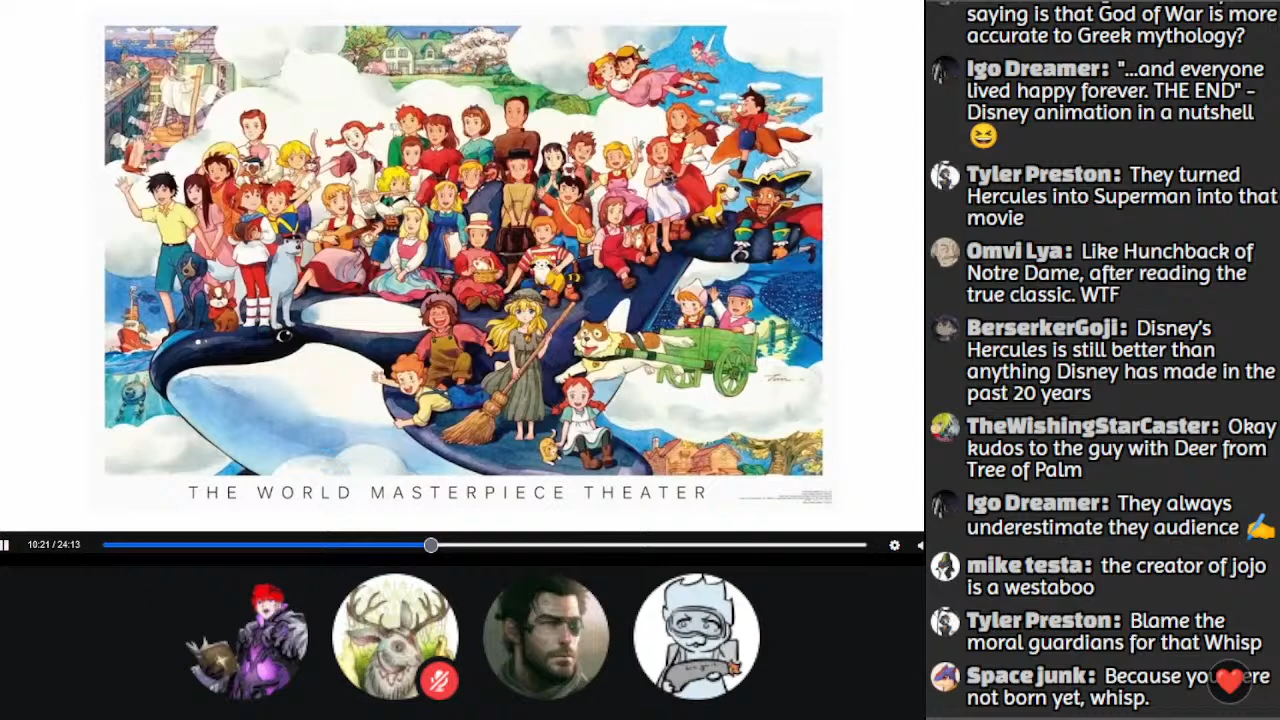 THE WORLD MASTERPIECE THEATER
10:21 / 24:13
saying is that God of War is more
accurate to Greek mythology?
Igo Dreamer: "...and everyone
lived happy forever. THE END" -
Disney animation in a nutshell
😆
Tyler Preston: They turned
Hercules into Superman into that
movie
Omvi Lya: Like Hunchback of
Notre Dame, after reading the
true classic. WTF
BerserkerGoji: Disney's
Hercules is still better than
anything Disney has made in the
past 20 years
TheWishingStarCaster: Okay
kudos to the guy with Deer from
Tree of Palm
Igo Dreamer: They always
underestimate they audience ✍️
mike testa: the creator of jojo
is a westaboo
Tyler Preston: Blame the
moral guardians for that Whisp
Space junk: Because you were
not born yet, whisp.